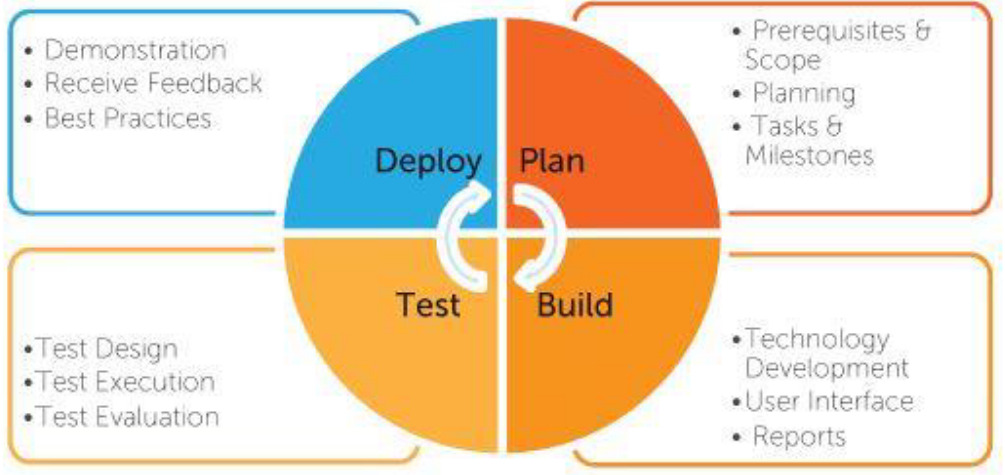 • Demonstration
• Receive Feedback
• Best Practices
• Prerequisites &
Scope
• Planning
• Tasks &
Milestones
Deploy
Plan
Test
Build
• Test Design
• Test Execution
• Test Evaluation
• Technology
Development
• User Interface
• Reports